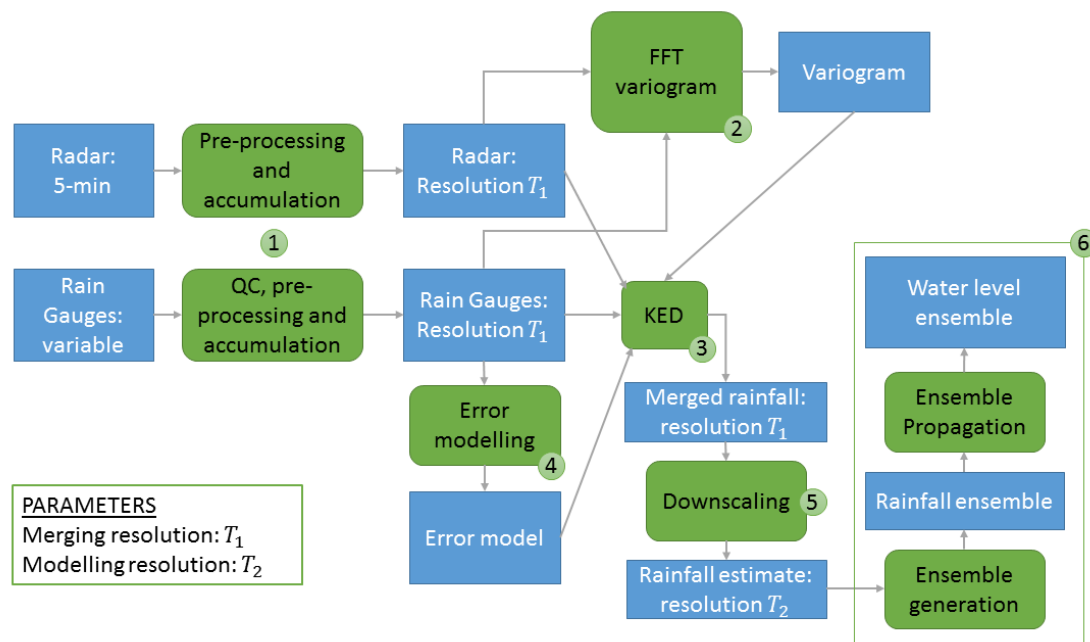 FFT
variogram
2
Variogram
Radar:
5-min
Pre-processing
and
accumulation
Radar:
Resolution T₁
1
Rain
Gauges:
variable
QC, pre-
processing and
accumulation
Rain Gauges:
Resolution T₁
KED
3
Error
modelling
4
Error model
Merged rainfall:
resolution T₁
Downscaling
5
Rainfall estimate:
resolution T₂
6
Water level
ensemble
Ensemble
Propagation
Rainfall ensemble
Ensemble
generation
PARAMETERS
Merging resolution: T₁
Modelling resolution: T₂